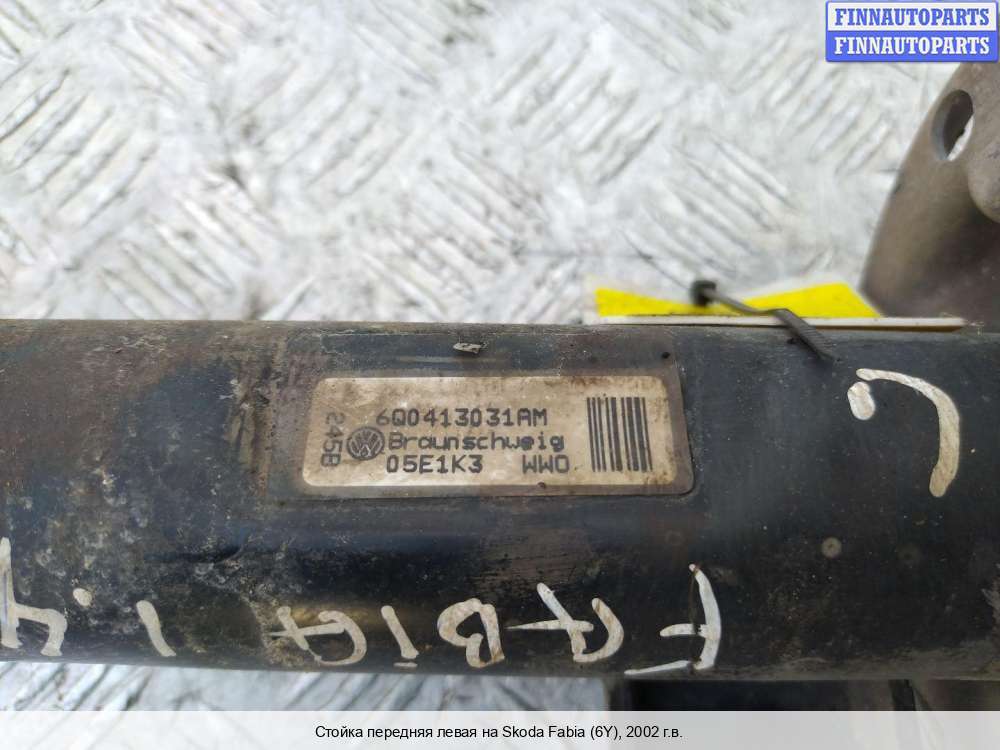 FINNAUTOPARTS
FINNAUTOPARTS
6Q0413031AM
245B
Braunschweig
05E1K3 WWO
L
FABIA 1.4
Стойка передняя левая на Skoda Fabia (6Y), 2002 г.в.